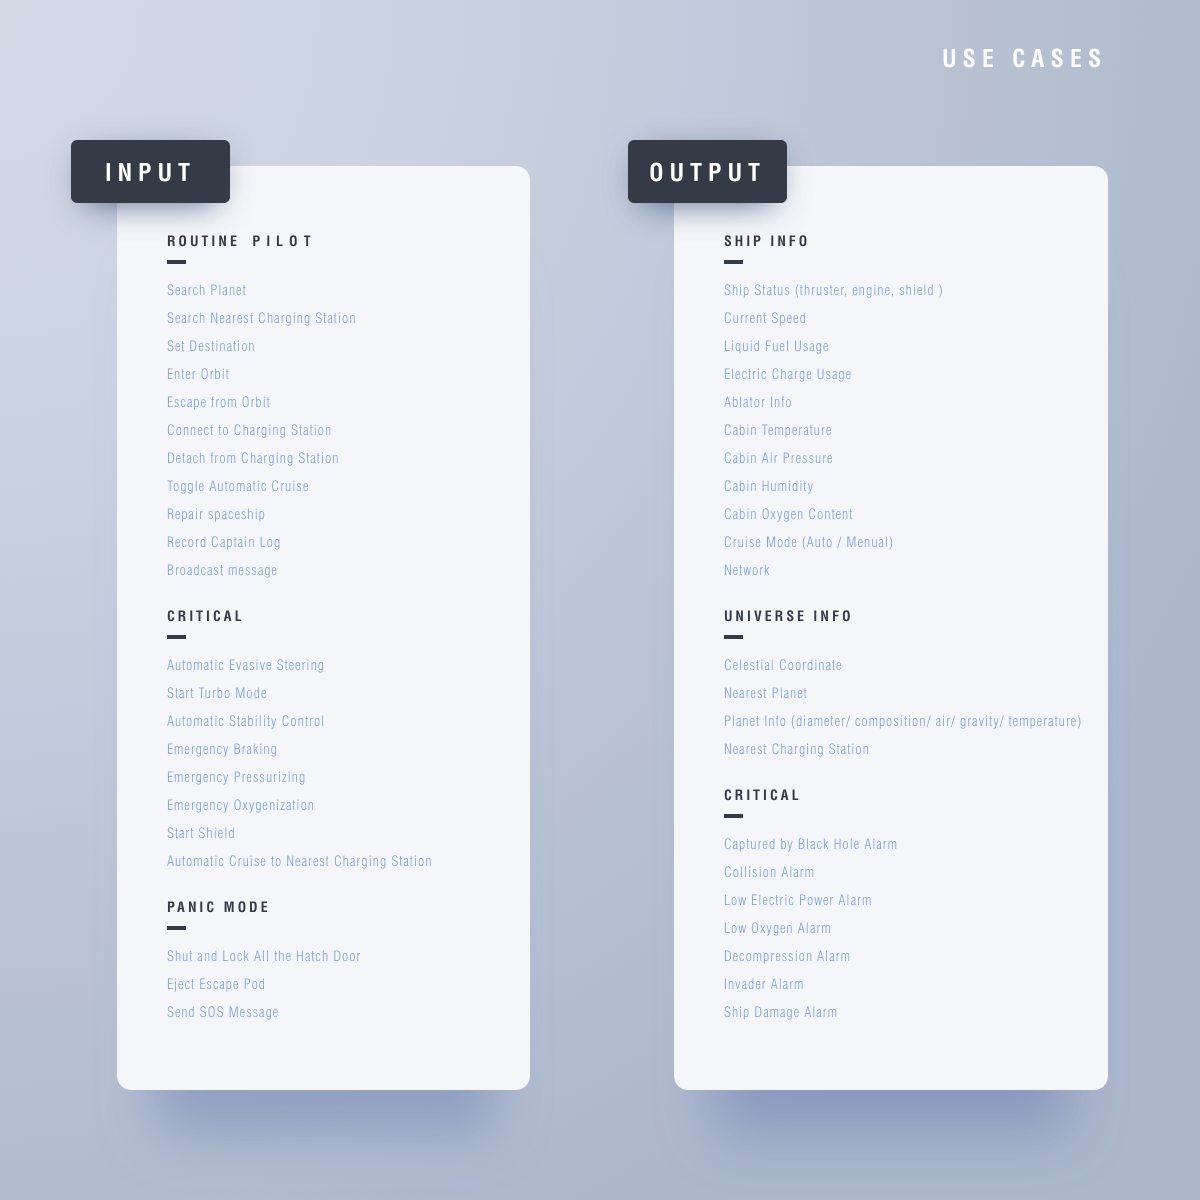 USE CASES
INPUT
ROUTINE PILOT
Search Planet
Search Nearest Charging Station
Set Destination
Enter Orbit
Escape from Orbit
Connect to Charging Station
Detach from Charging Station
Toggle Automatic Cruise
Repair spaceship
Record Captain Log
Broadcast message
CRITICAL
Automatic Evasive Steering
Start Turbo Mode
Automatic Stability Control
Emergency Braking
Emergency Pressurizing
Emergency Oxygenization
Start Shield
Automatic Cruise to Nearest Charging Station
PANIC MODE
Shut and Lock All the Hatch Door
Eject Escape Pod
Send SOS Message
OUTPUT
SHIP INFO
Ship Status (thruster, engine, shield )
Current Speed
Liquid Fuel Usage
Electric Charge Usage
Ablator Info
Cabin Temperature
Cabin Air Pressure
Cabin Humidity
Cabin Oxygen Content
Cruise Mode (Auto / Menual)
Network
UNIVERSE INFO
Celestial Coordinate
Nearest Planet
Planet Info (diameter/ composition/ air/ gravity/ temperature)
Nearest Charging Station
CRITICAL
Captured by Black Hole Alarm
Collision Alarm
Low Electric Power Alarm
Low Oxygen Alarm
Decompression Alarm
Invader Alarm
Ship Damage Alarm